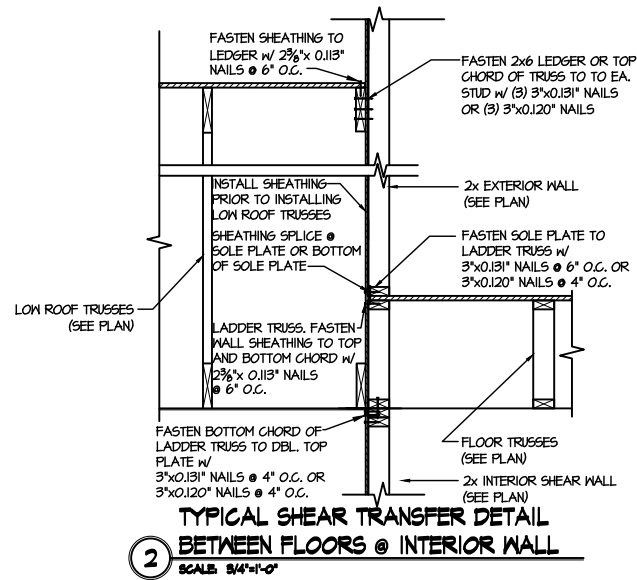 FASTEN SHEATHING TO
LEDGER W/ 2⅜"x 0.113"
NAILS @ 6" O.C.
FASTEN 2x6 LEDGER OR TOP
CHORD OF TRUSS TO TO EA.
STUD W/ (3) 3"x0.131" NAILS
OR (3) 3"x0.120" NAILS
INSTALL SHEATHING
PRIOR TO INSTALLING
LOW ROOF TRUSSES
2x EXTERIOR WALL
(SEE PLAN)
SHEATHING SPLICE @
SOLE PLATE OR BOTTOM
OF SOLE PLATE
FASTEN SOLE PLATE TO
LADDER TRUSS W/
3"x0.131" NAILS @ 6" O.C. OR
3"x0.120" NAILS @ 4" O.C.
LOW ROOF TRUSSES
(SEE PLAN)
LADDER TRUSS. FASTEN
WALL SHEATHING TO TOP
AND BOTTOM CHORD W/
2⅜"x 0.113" NAILS
@ 6" O.C.
FASTEN BOTTOM CHORD OF
LADDER TRUSS TO DBL. TOP
PLATE W/
3"x0.131" NAILS @ 4" O.C. OR
3"x0.120" NAILS @ 4" O.C.
FLOOR TRUSSES
(SEE PLAN)
2x INTERIOR SHEAR WALL
(SEE PLAN)
TYPICAL SHEAR TRANSFER DETAIL
2 BETWEEN FLOORS @ INTERIOR WALL
SCALE: 3/4"=1'-0"